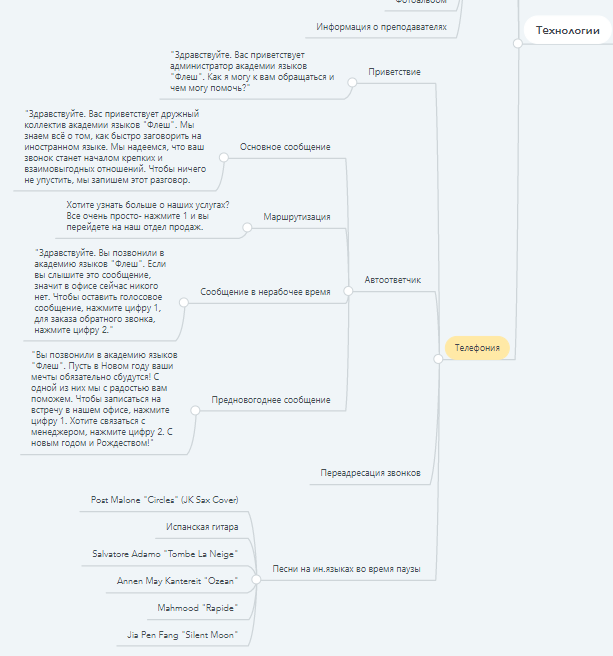 Фотоальбом
Информация о преподавателях
Технологии
"Здравствуйте. Вас приветствует
администратор академии языков
"Флеш". Как я могу к вам обращаться и
чем могу помочь?"
Приветствие
"Здравствуйте. Вас приветствует дружный
коллектив академии языков "Флеш". Мы
знаем всё о том, как быстро заговорить на
иностранном языке. Мы надеемся, что ваш
звонок станет началом крепких и
взаимовыгодных отношений. Чтобы ничего
не упустить, мы запишем этот разговор.
Основное сообщение
Хотите узнать больше о наших услугах?
Все очень просто- нажмите 1 и вы
перейдете на наш отдел продаж.
Маршрутизация
"Здравствуйте. Вы позвонили в
академию языков "Флеш". Если
вы слышите это сообщение,
значит в офисе сейчас никого
нет. Чтобы оставить голосовое
сообщение, нажмите цифру 1,
для заказа обратного звонка,
нажмите цифру 2."
Сообщение в нерабочее время
Автоответчик
Телефония
"Вы позвонили в академию языков
"Флеш". Пусть в Новом году ваши
мечты обязательно сбудутся! С
одной из них мы с радостью вам
поможем. Чтобы записаться на
встречу в нашем офисе, нажмите
цифру 1. Хотите связаться с
менеджером, нажмите цифру 2. С
новым годом и Рождеством!"
Предновогоднее сообщение
Переадресация звонков
Post Malone "Circles" (JK Sax Cover)
Испанская гитара
Salvatore Adamo "Tombe La Neige"
Annen May Kantereit "Ozean"
Mahmood "Rapide"
Jia Pen Fang "Silent Moon"
Песни на ин.языках во время паузы